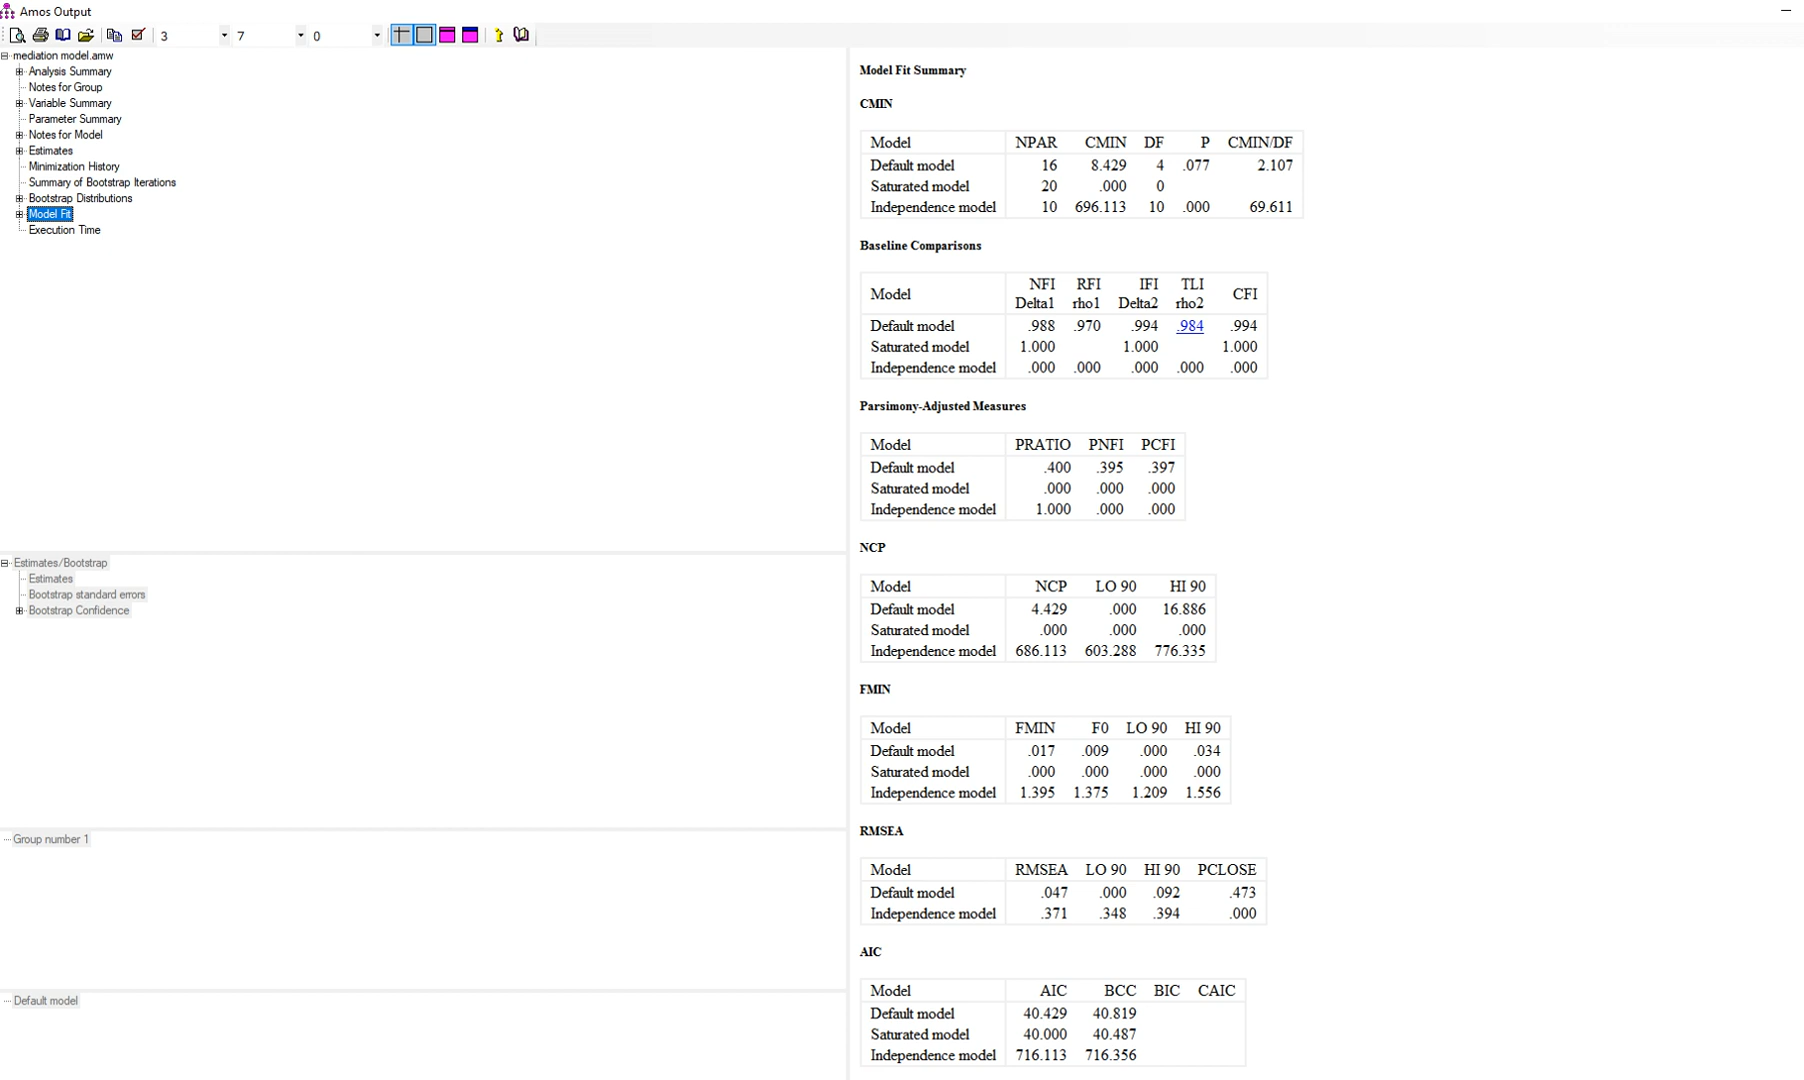 Amos Output
3 7 0
mediation model.amw
Analysis Summary
Notes for Group
Variable Summary
Parameter Summary
Notes for Model
Estimates
Minimization History
Summary of Bootstrap Iterations
Bootstrap Distributions
Model Fit
Execution Time
Estimates/Bootstrap
Estimates
Bootstrap standard errors
Bootstrap Confidence
Group number 1
Default model
Model Fit Summary
CMIN
Model NPAR CMIN DF P CMIN/DF
Default model 16 8.429 4 .077 2.107
Saturated model 20 .000 0
Independence model 10 696.113 10 .000 69.611
Baseline Comparisons
Model NFI Delta1 RFI rho1 IFI Delta2 TLI rho2 CFI
Default model .988 .970 .994 .984 .994
Saturated model 1.000 1.000 1.000
Independence model .000 .000 .000 .000 .000
Parsimony-Adjusted Measures
Model PRATIO PNFI PCFI
Default model .400 .395 .397
Saturated model .000 .000 .000
Independence model 1.000 .000 .000
NCP
Model NCP LO 90 HI 90
Default model 4.429 .000 16.886
Saturated model .000 .000 .000
Independence model 686.113 603.288 776.335
FMIN
Model FMIN F0 LO 90 HI 90
Default model .017 .009 .000 .034
Saturated model .000 .000 .000 .000
Independence model 1.395 1.375 1.209 1.556
RMSEA
Model RMSEA LO 90 HI 90 PCLOSE
Default model .047 .000 .092 .473
Independence model .371 .348 .394 .000
AIC
Model AIC BCC BIC CAIC
Default model 40.429 40.819
Saturated model 40.000 40.487
Independence model 716.113 716.356